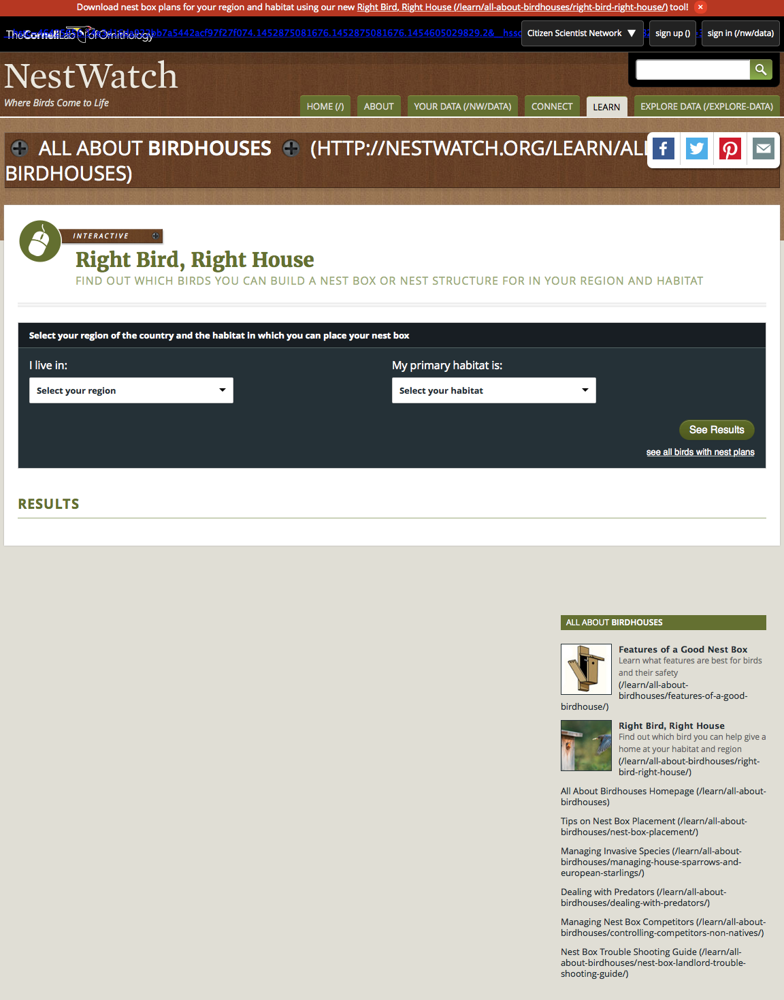 Download nest box plans for your region and habitat using our new Right Bird, Right House (/learn/all-about-birdhouses/right-bird-right-house/) tool! ×
TheCornellLab of Ornithology
Citizen Scientist Network ▼ sign up () sign in (/nw/data)
NestWatch
Where Birds Come to Life
HOME (/) ABOUT YOUR DATA (/NW/DATA) CONNECT LEARN EXPLORE DATA (/EXPLORE-DATA)
ALL ABOUT BIRDHOUSES (HTTP://NESTWATCH.ORG/LEARN/ALL
BIRDHOUSES)
INTERACTIVE
Right Bird, Right House
FIND OUT WHICH BIRDS YOU CAN BUILD A NEST BOX OR NEST STRUCTURE FOR IN YOUR REGION AND HABITAT
Select your region of the country and the habitat in which you can place your nest box
I live in: My primary habitat is:
Select your region Select your habitat
See Results
see all birds with nest plans
RESULTS
ALL ABOUT BIRDHOUSES
Features of a Good Nest Box
Learn what features are best for birds
and their safety
(/learn/all-about-
birdhouses/features-of-a-good-
birdhouse/)
Right Bird, Right House
Find out which bird you can help give a
home at your habitat and region
(/learn/all-about-birdhouses/right-
bird-right-house/)
All About Birdhouses Homepage (/learn/all-about-
birdhouses)
Tips on Nest Box Placement (/learn/all-about-
birdhouses/nest-box-placement/)
Managing Invasive Species (/learn/all-about-
birdhouses/managing-house-sparrows-and-
european-starlings/)
Dealing with Predators (/learn/all-about-
birdhouses/dealing-with-predators/)
Managing Nest Box Competitors (/learn/all-about-
birdhouses/controlling-competitors-non-natives/)
Nest Box Trouble Shooting Guide (/learn/all-
about-birdhouses/nest-box-landlord-trouble-
shooting-guide/)